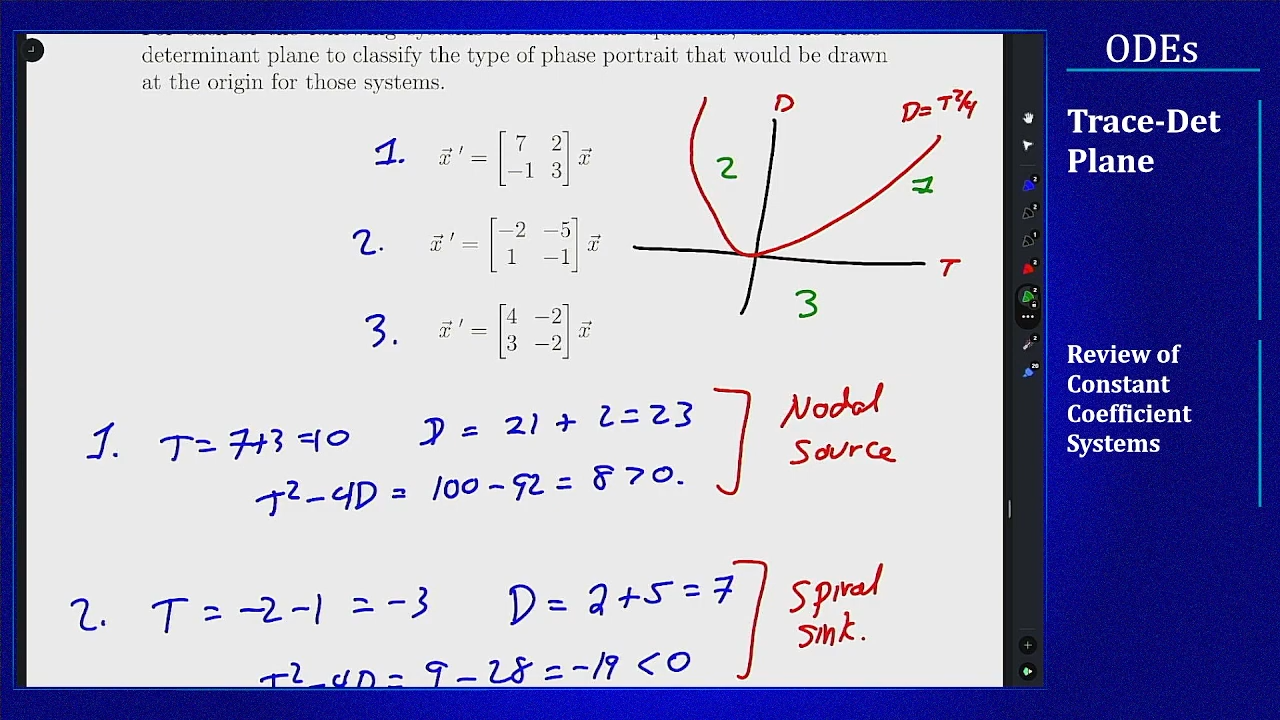 ODEs
Trace-Det
Plane
Review of
Constant
Coefficient
Systems
determinant plane to classify the type of phase portrait that would be drawn
at the origin for those systems.
1. x⃗ ′ = [7 2; −1 3] x⃗
2. x⃗ ′ = [−2 −5; 1 −1] x⃗
3. x⃗ ′ = [4 −2; 3 −2] x⃗
D
D = T²/4
2
1
T
3
1. T = 7+3 = 10 D = 21 + 2 = 23
T² − 4D = 100 − 92 = 8 > 0.
Nodal
Source
2. T = −2 − 1 = −3 D = 2 + 5 = 7
T² − 4D = 9 − 28 = −19 < 0
Spiral
sink.